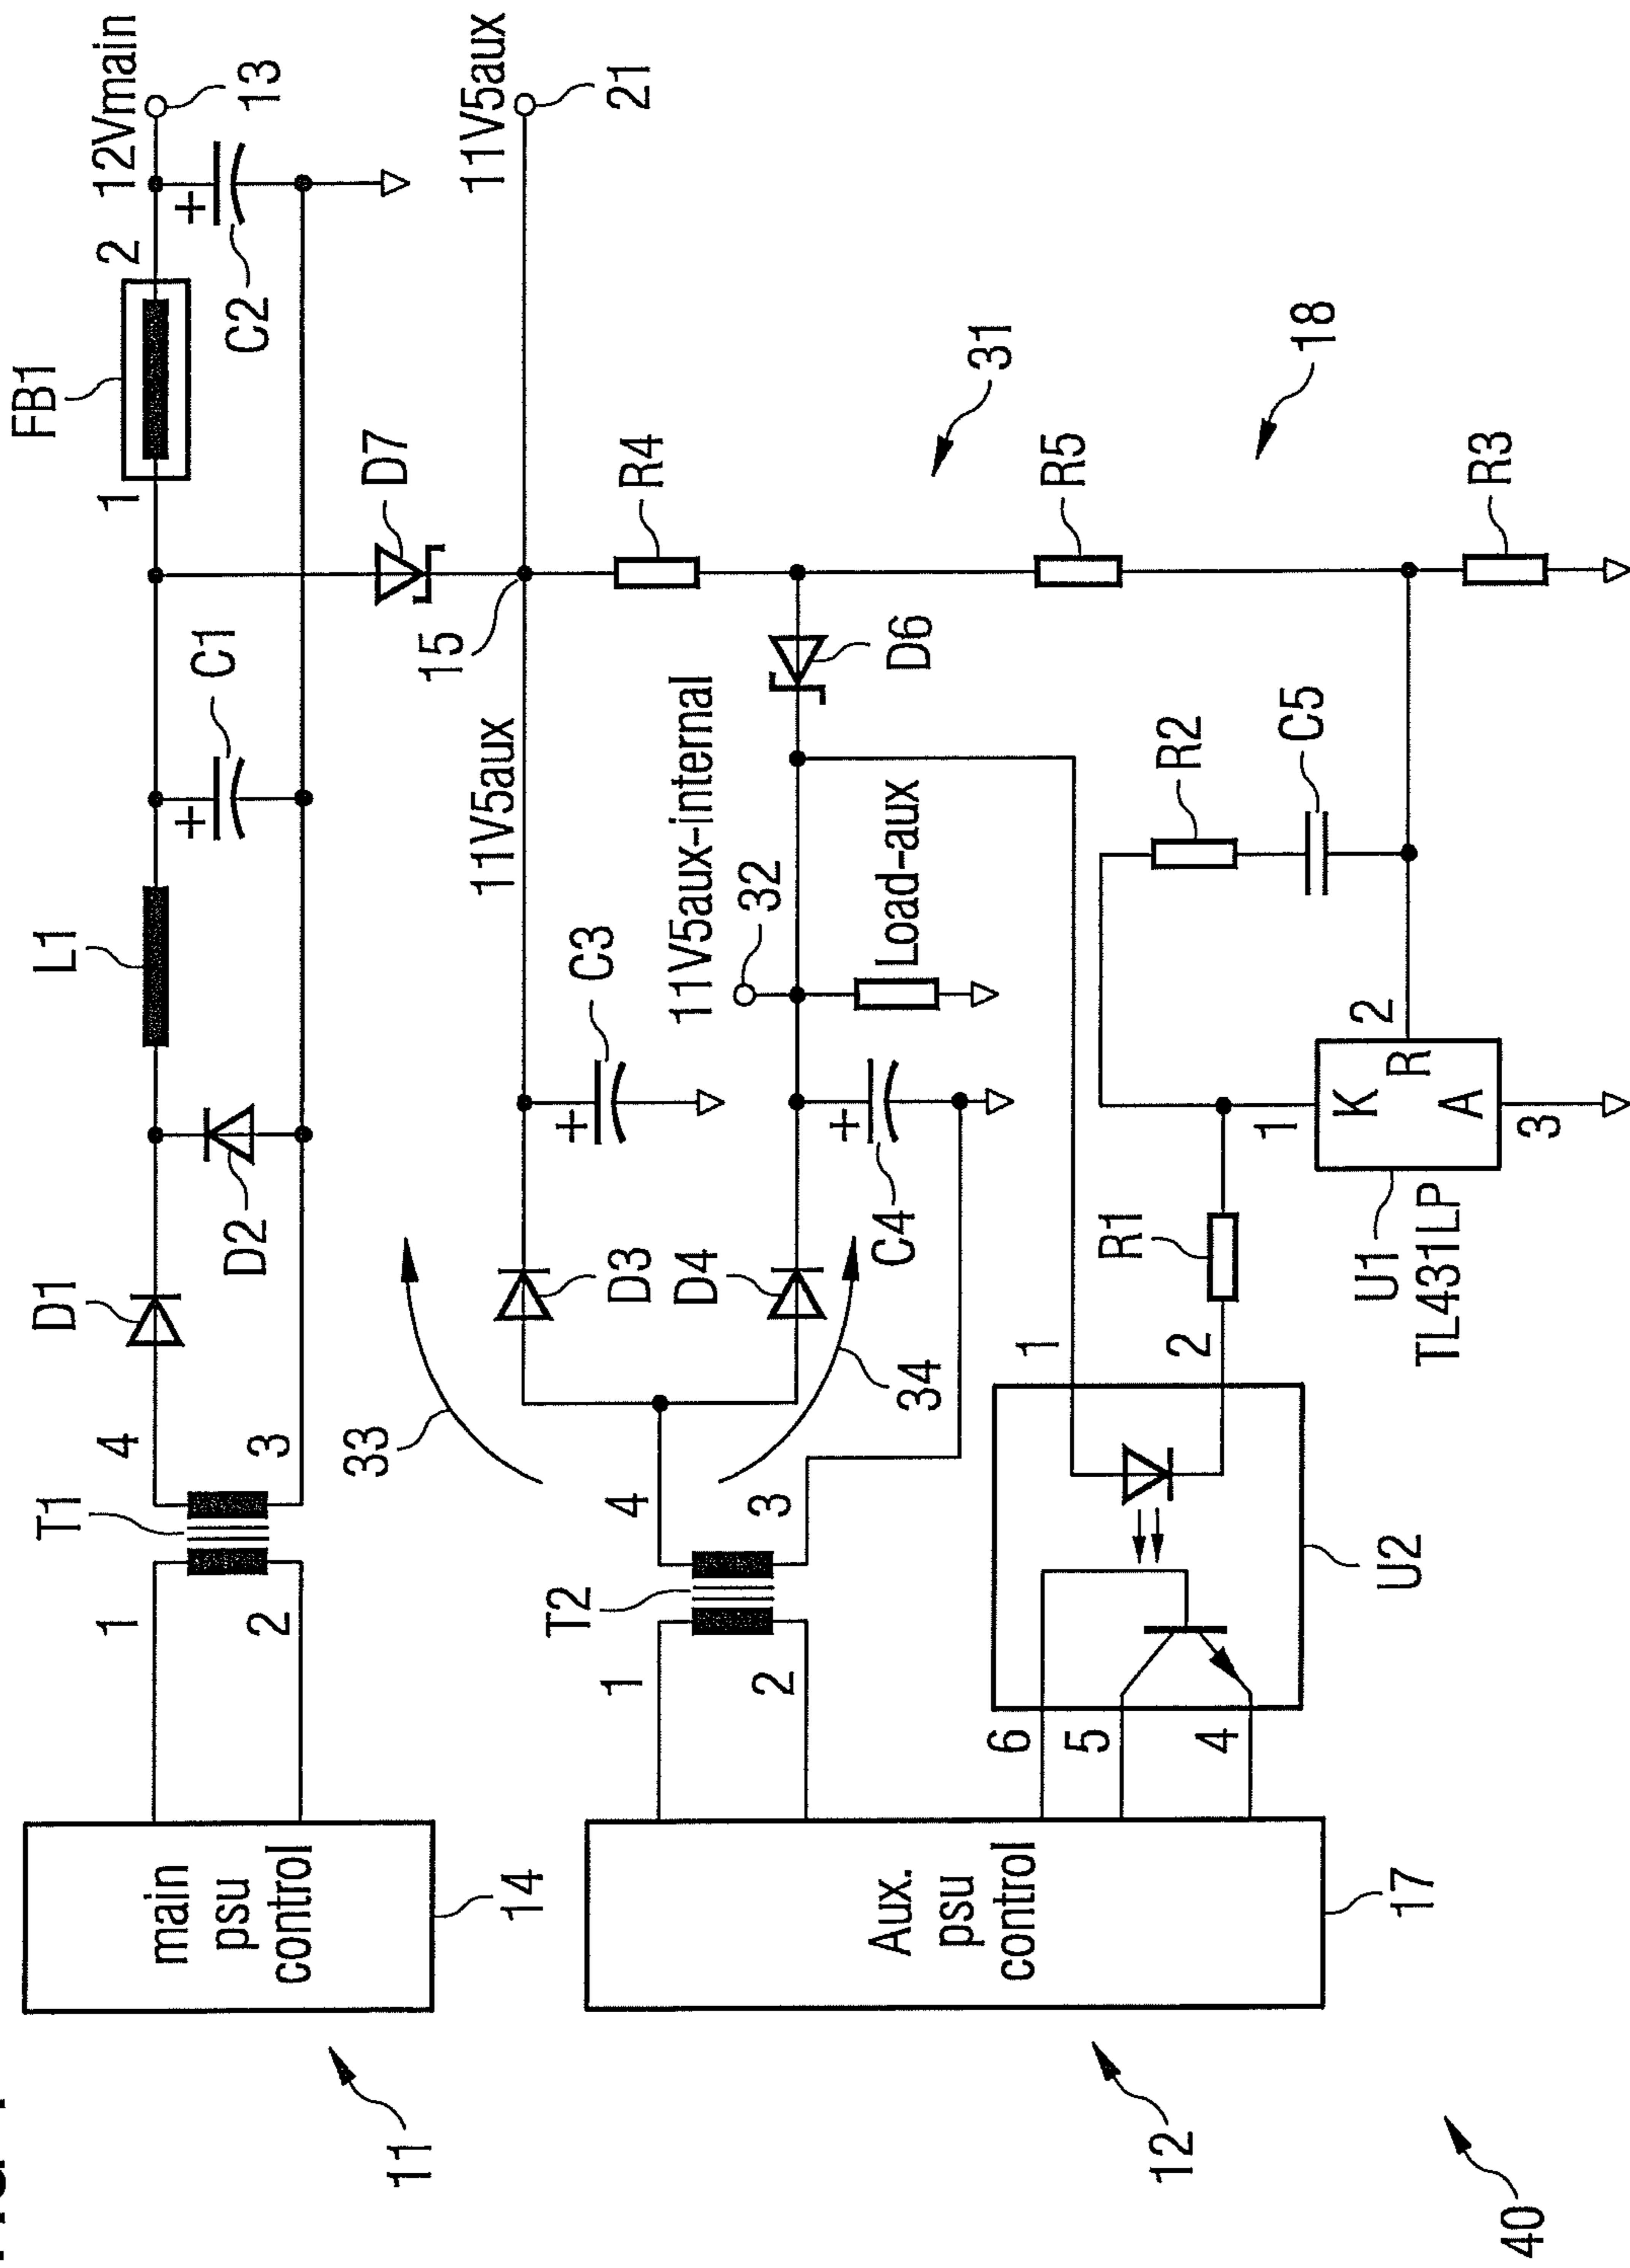 FB1
12Vmain
1
2
13
C2
L1
C1
D7
D1
D2
T1
4
3
1
2
main
psu
control
14
11
11V5aux
21
15
11V5aux
R4
31
18
33
C3
D3
D4
34
C4
11V5aux-internal
32
Load-aux
D6
R5
R3
T2
4
3
1
2
Aux.
psu
control
17
12
6
5
4
U2
1
2
R1
R2
C5
1
K
R
2
A
3
U1
TL431LP
40